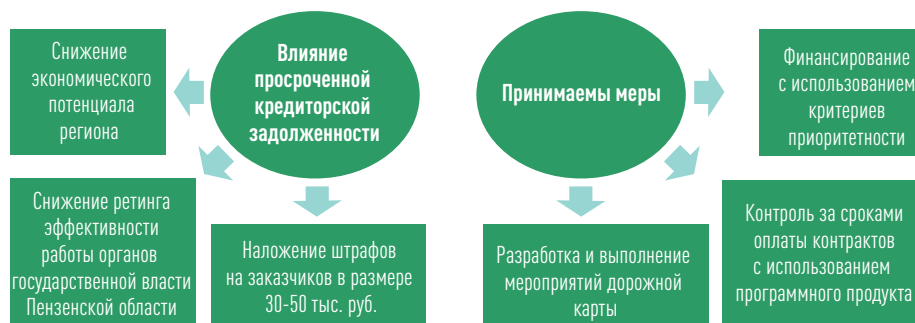 Влияние
просроченной
кредиторской
задолженности
Снижение
экономического
потенциала
региона
Снижение ретинга
эффективности
работы органов
государственной власти
Пензенской области
Наложение штрафов
на заказчиков в размере
30-50 тыс. руб.
Принимаемы меры
Финансирование
с использованием
критериев
приоритетности
Контроль за сроками
оплаты контрактов
с использованием
программного продукта
Разработка и выполнение
мероприятий дорожной
карты